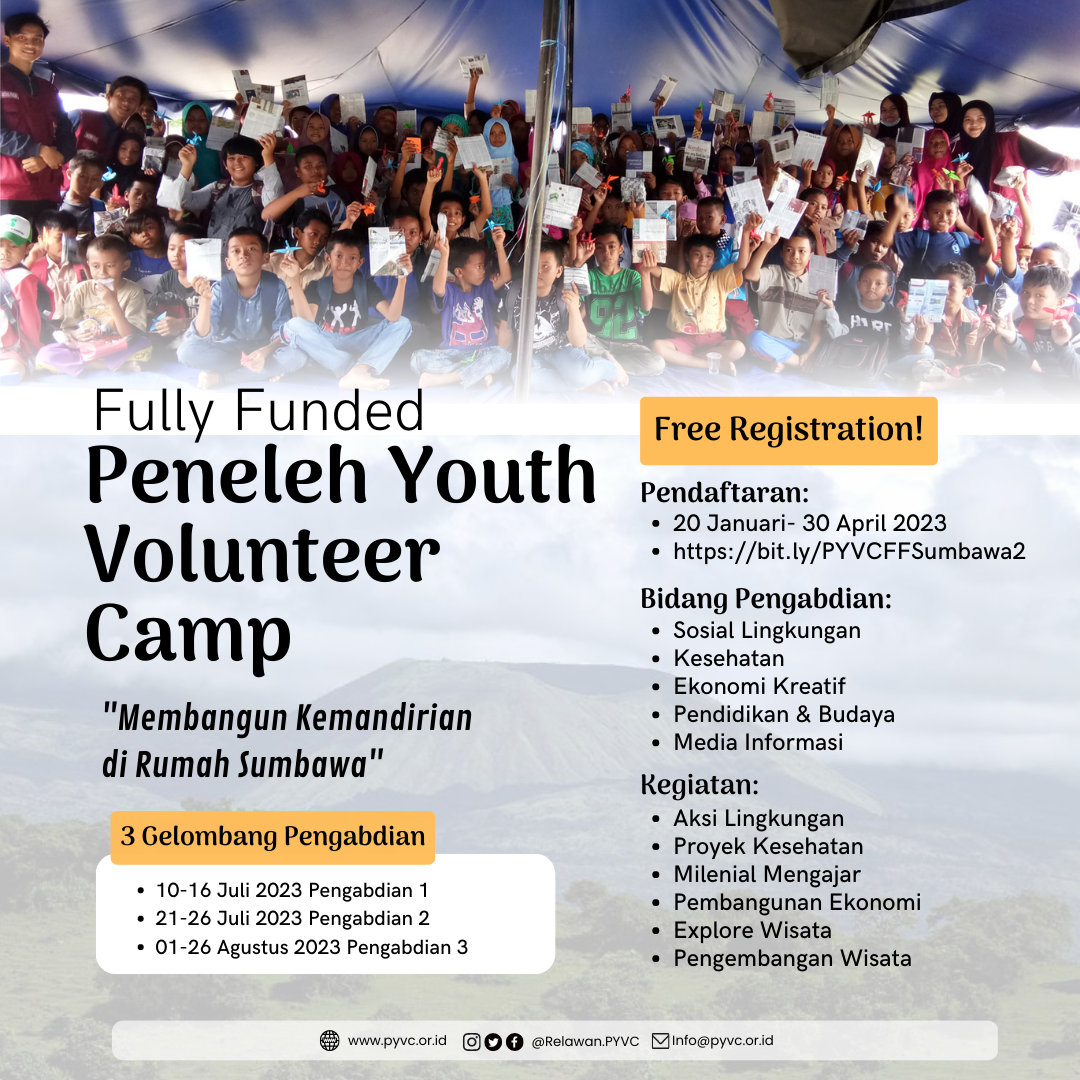 Fully Funded
Peneleh Youth
Volunteer
Camp
"Membangun Kemandirian
di Rumah Sumbawa"
3 Gelombang Pengabdian
• 10-16 Juli 2023 Pengabdian 1
• 21-26 Juli 2023 Pengabdian 2
• 01-26 Agustus 2023 Pengabdian 3
Free Registration!
Pendaftaran:
• 20 Januari- 30 April 2023
• https://bit.ly/PYVCFFSumbawa2
Bidang Pengabdian:
• Sosial Lingkungan
• Kesehatan
• Ekonomi Kreatif
• Pendidikan & Budaya
• Media Informasi
Kegiatan:
• Aksi Lingkungan
• Proyek Kesehatan
• Milenial Mengajar
• Pembangunan Ekonomi
• Explore Wisata
• Pengembangan Wisata
www.pyvc.or.id @Relawan.PYVC Info@pyvc.or.id